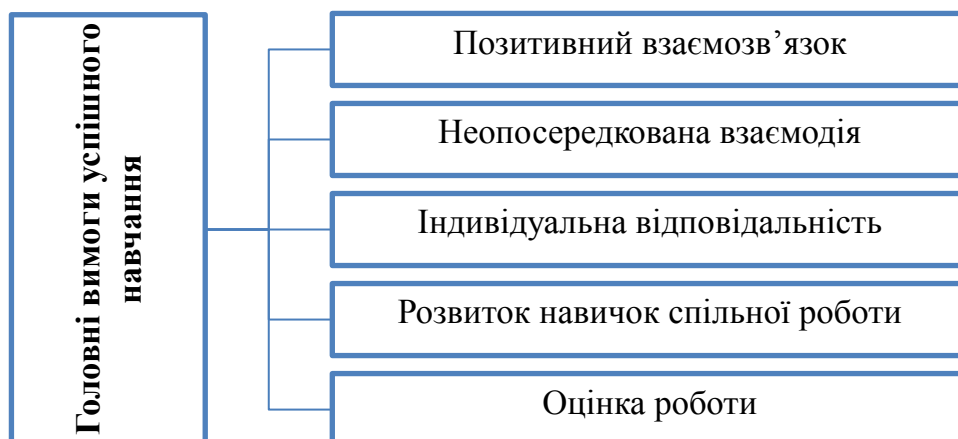 Головні вимоги успішного
навчання
Позитивний взаємозв’язок
Неопосередкована взаємодія
Індивідуальна відповідальність
Розвиток навичок спільної роботи
Оцінка роботи